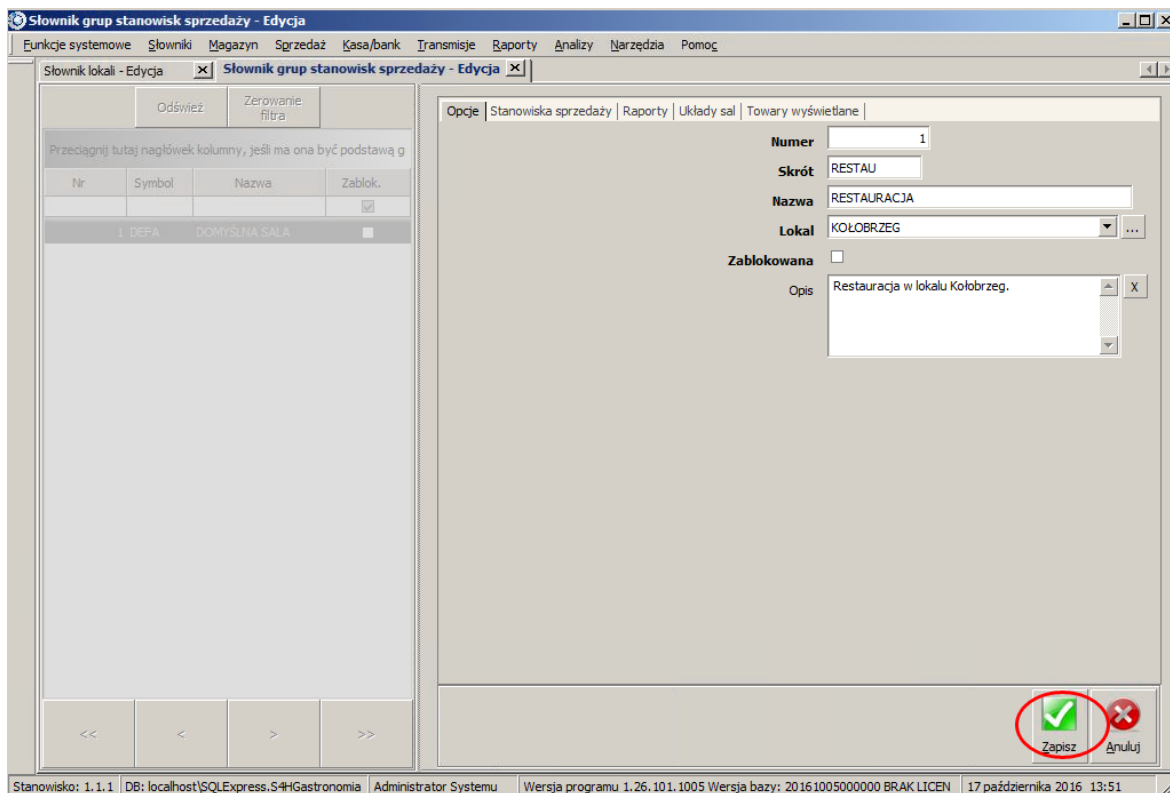 Słownik grup stanowisk sprzedaży - Edycja
Funkcje systemowe Słowniki Magazyn Sprzedaż Kasa/bank Transmisje Raporty Analizy Narzędzia Pomoc
Słownik lokali - Edycja X Słownik grup stanowisk sprzedaży - Edycja X
Odśwież Zerowanie filtra
Przeciągnij tutaj nagłówek kolumny, jeśli ma ona być podstawą g
Nr Symbol Nazwa Zablok.
1 DEFA DOMYŚLNA SALA
<< < > >>
Opcje Stanowiska sprzedaży Raporty Układy sal Towary wyświetlane
Numer 1
Skrót RESTAU
Nazwa RESTAURACJA
Lokal KOŁOBRZEG ...
Zablokowana
Opis Restauracja w lokalu Kołobrzeg. X
Zapisz Anuluj
Stanowisko: 1.1.1 DB: localhost\SQLExpress.S4HGastronomia Administrator Systemu Wersja programu 1.26.101.1005 Wersja bazy: 20161005000000 BRAK LICEN 17 października 2016 13:51